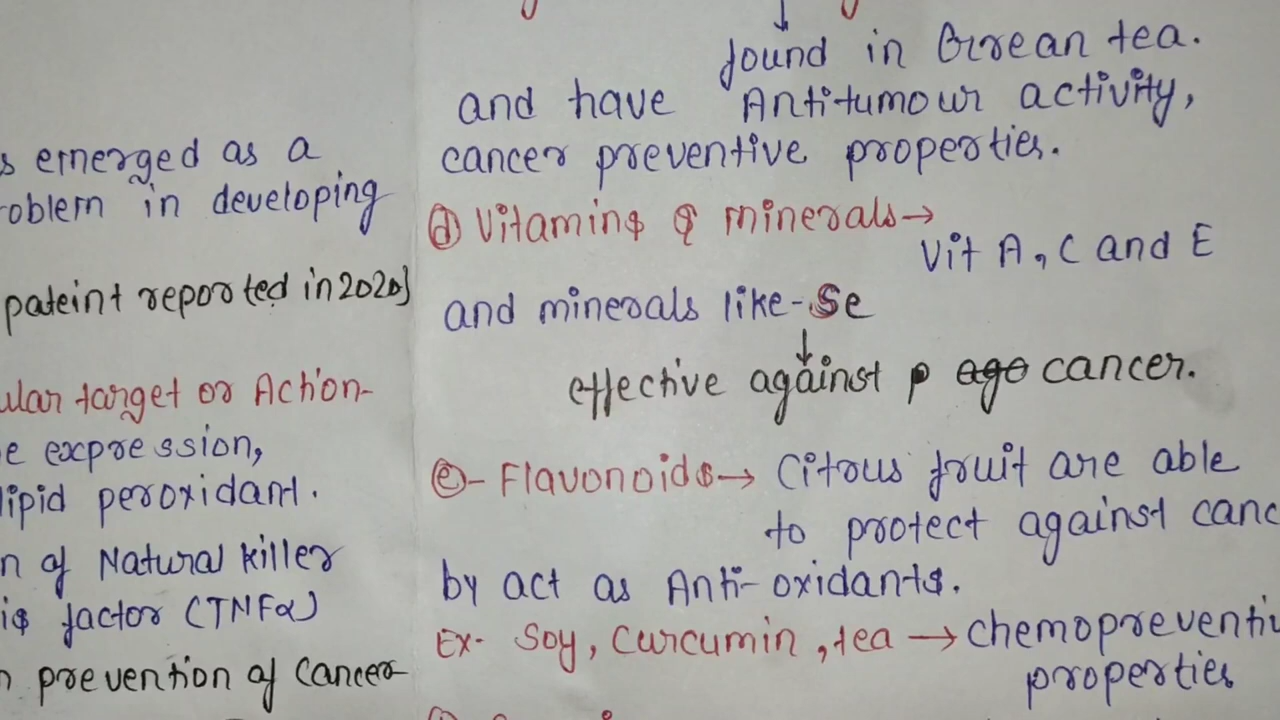 s emerged as a
oblem in developing
pateint reported in 2020}
ular target or Action-
e expression,
lipid peroxidant.
n of Natural killer
is factor (TNFα)
n prevention of Cancer
found in Grean tea.
and have Antitumour activity,
cancer preventive properties.
(d) Vitamins & minerals→
Vit A, C and E
and minerals like-Se
↓
effective against p ago cancer.
(e)- Flavonoids→ Citrous fruit are able
to protect against canc
by act as Anti-oxidants.
Ex- Soy, Curcumin, tea → Chemopreventi
properties